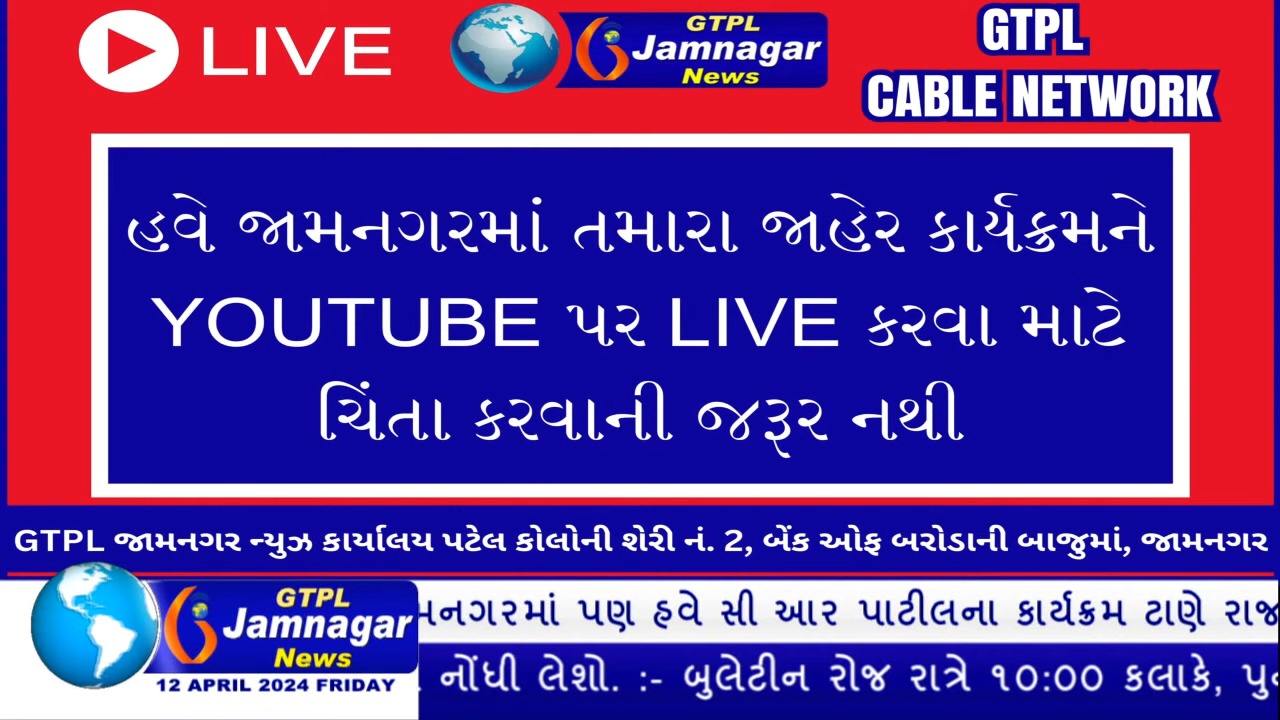 LIVE
GTPL
Jamnagar
News
GTPL
CABLE NETWORK
હવે જામનગરમાં તમારા જાહેર કાર્યક્રમને
YOUTUBE પર LIVE કરવા માટે
ચિંતા કરવાની જરૂર નથી
GTPL જામનગર ન્યુઝ કાર્યાલય પટેલ કોલોની શેરી નં. 2, બેંક ઓફ બરોડાની બાજુમાં, જામનગર
GTPL
Jamnagar
News
12 APRIL 2024 FRIDAY
મનગરમાં પણ હવે સી આર પાટીલના કાર્યક્રમ ટાણે રાજ
નોંધી લેશો. :- બુલેટીન રોજ રાત્રે ૧૦:૦૦ કલાકે,